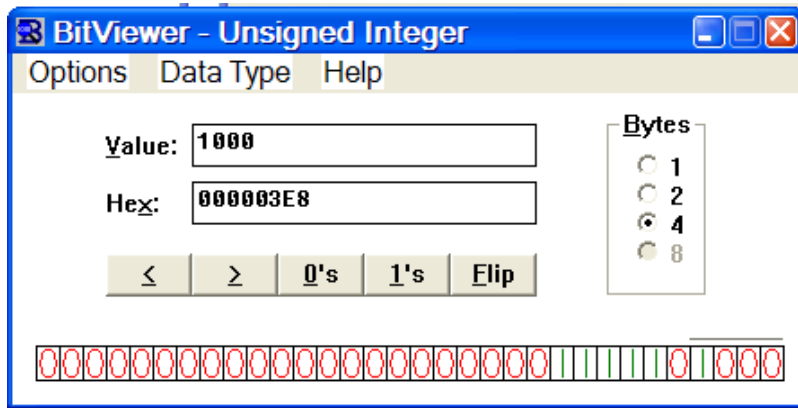 BitViewer - Unsigned Integer
Options Data Type Help
Value: 1000
Hex: 000003E8
< > 0's 1's Flip
Bytes
1
2
4
8
00000000000000000000001111101000